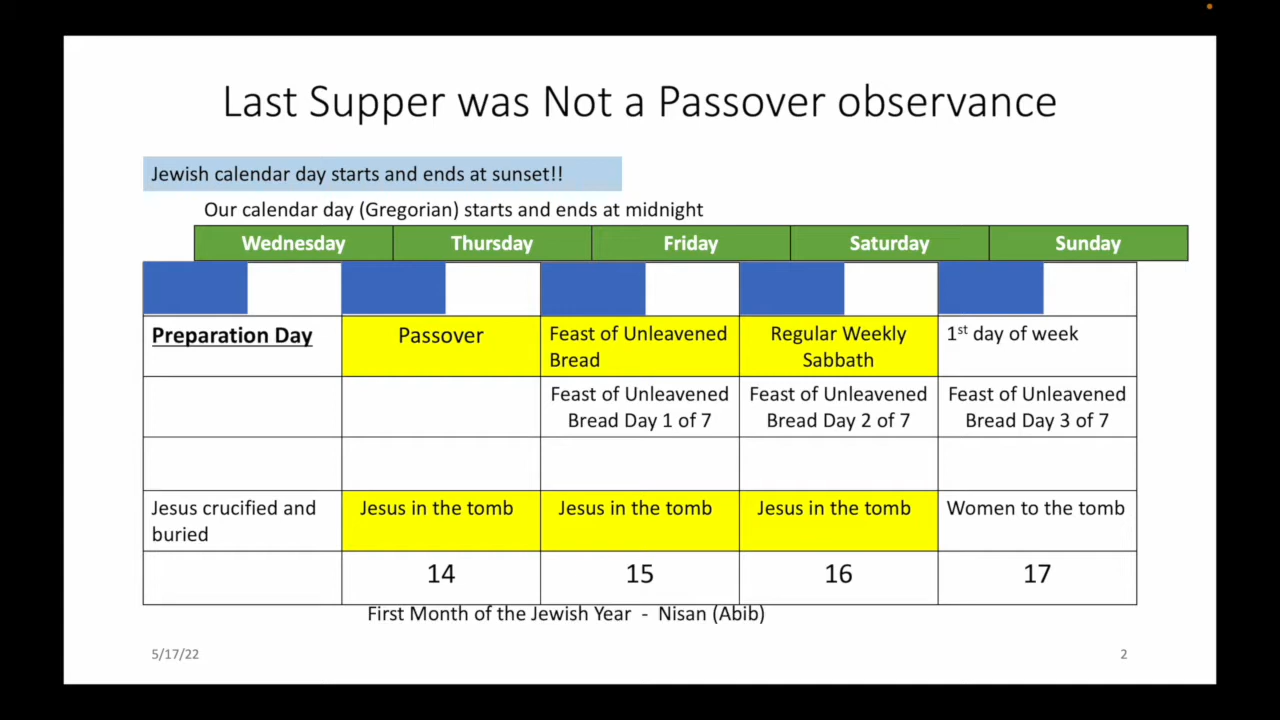 Last Supper was Not a Passover observance
Jewish calendar day starts and ends at sunset!!
Our calendar day (Gregorian) starts and ends at midnight
Wednesday Thursday Friday Saturday Sunday
Preparation Day
Passover
Feast of Unleavened
Bread
Regular Weekly
Sabbath
1st day of week
Feast of Unleavened
Bread Day 1 of 7
Feast of Unleavened
Bread Day 2 of 7
Feast of Unleavened
Bread Day 3 of 7
Jesus crucified and
buried
Jesus in the tomb
Jesus in the tomb
Jesus in the tomb
Women to the tomb
14 15 16 17
First Month of the Jewish Year - Nisan (Abib)
5/17/22
2